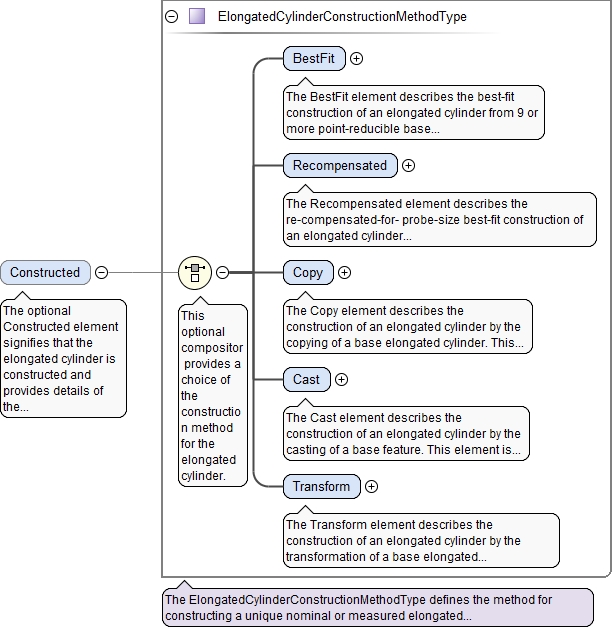 ElongatedCylinderConstructionMethodType
BestFit
The BestFit element describes the best-fit
construction of an elongated cylinder from 9 or
more point-reducible base...
Recompensated
The Recompensated element describes the
re-compensated-for- probe-size best-fit construction of
an elongated cylinder...
Constructed
The optional
Constructed element
signifies that the
elongated cylinder is
constructed and
provides details of
the...
This
optional
compositor
provides a
choice of
the
constructio
n method
for the
elongated
cylinder.
Copy
The Copy element describes the
construction of an elongated cylinder by the
copying of a base elongated cylinder. This...
Cast
The Cast element describes the
construction of an elongated cylinder by the
casting of a base feature. This element is...
Transform
The Transform element describes the
construction of an elongated cylinder by the
transformation of a base elongated...
The ElongatedCylinderConstructionMethodType defines the method for
constructing a unique nominal or measured elongated...